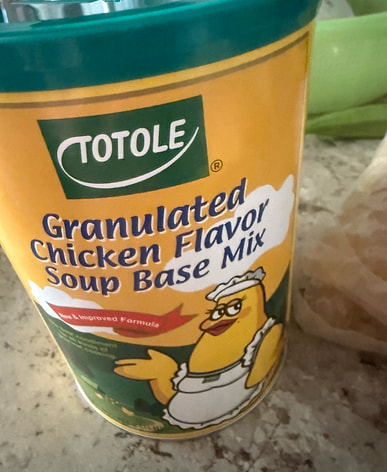 TOTOLE
®
Granulated
Chicken Flavor
Soup Base Mix
New & Improved Formula